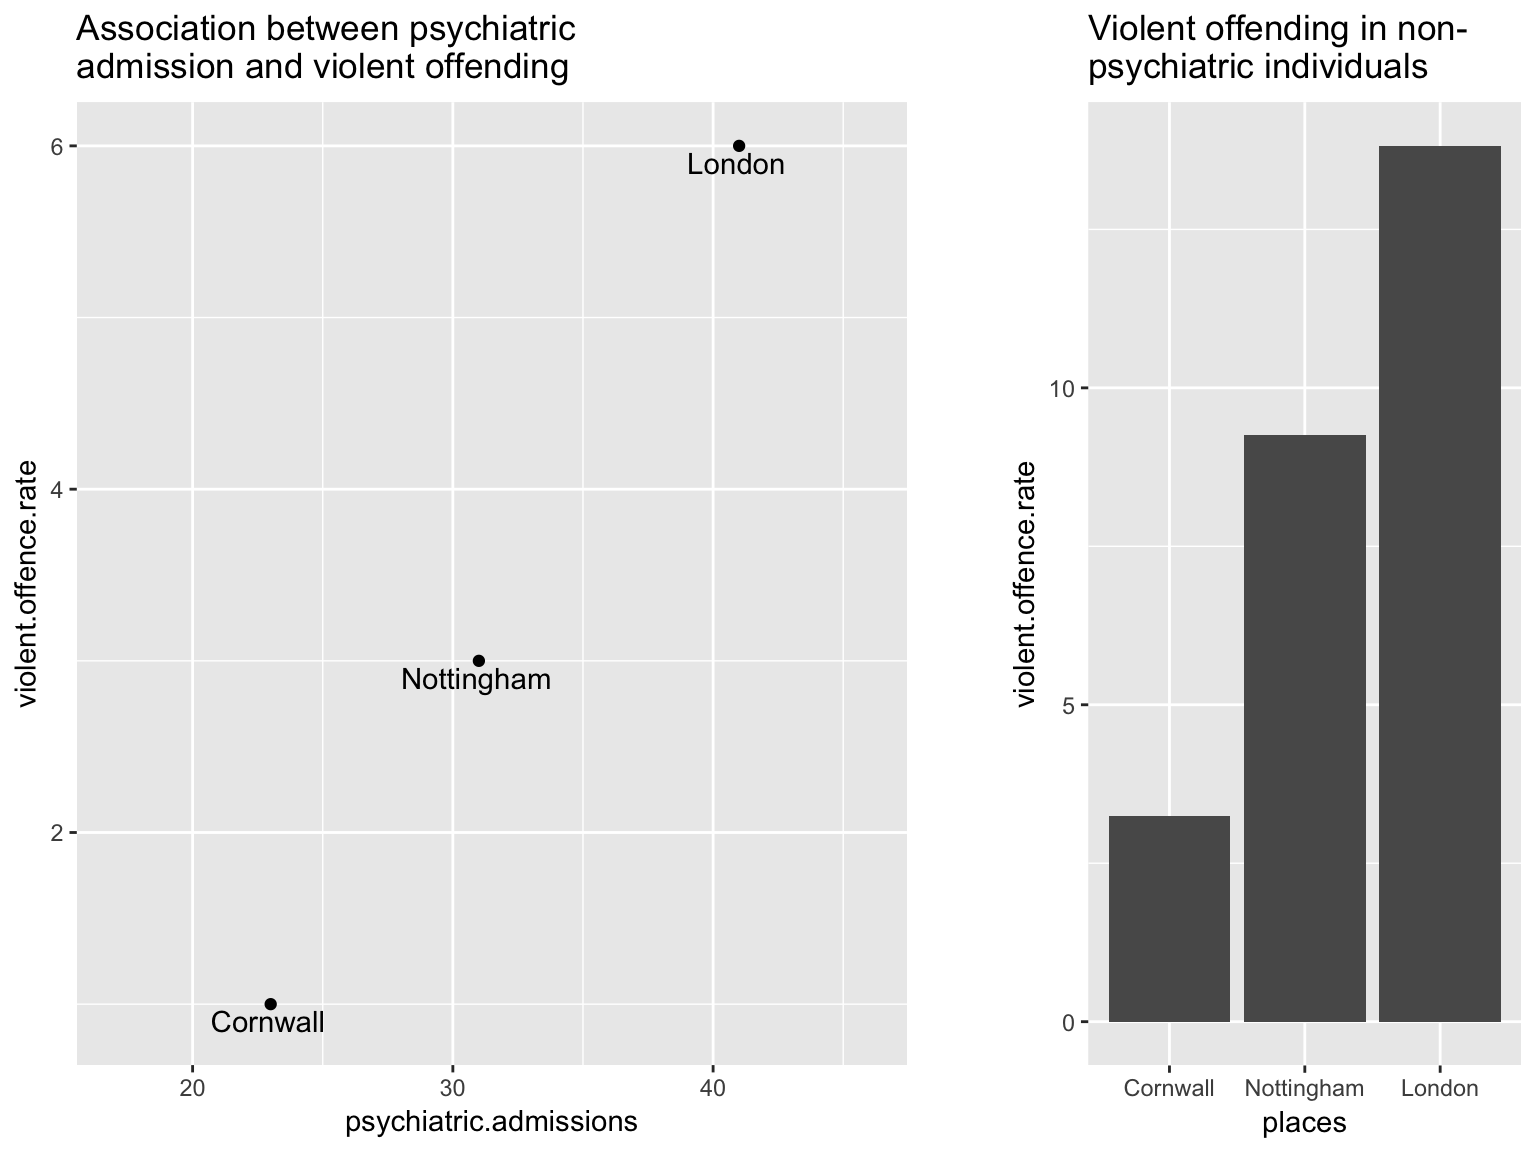 Association between psychiatric
admission and violent offending
violent.offence.rate
6
4
2
London
Nottingham
Cornwall
20 30 40
psychiatric.admissions
Violent offending in non-
psychiatric individuals
violent.offence.rate
10
5
0
Cornwall Nottingham London
places